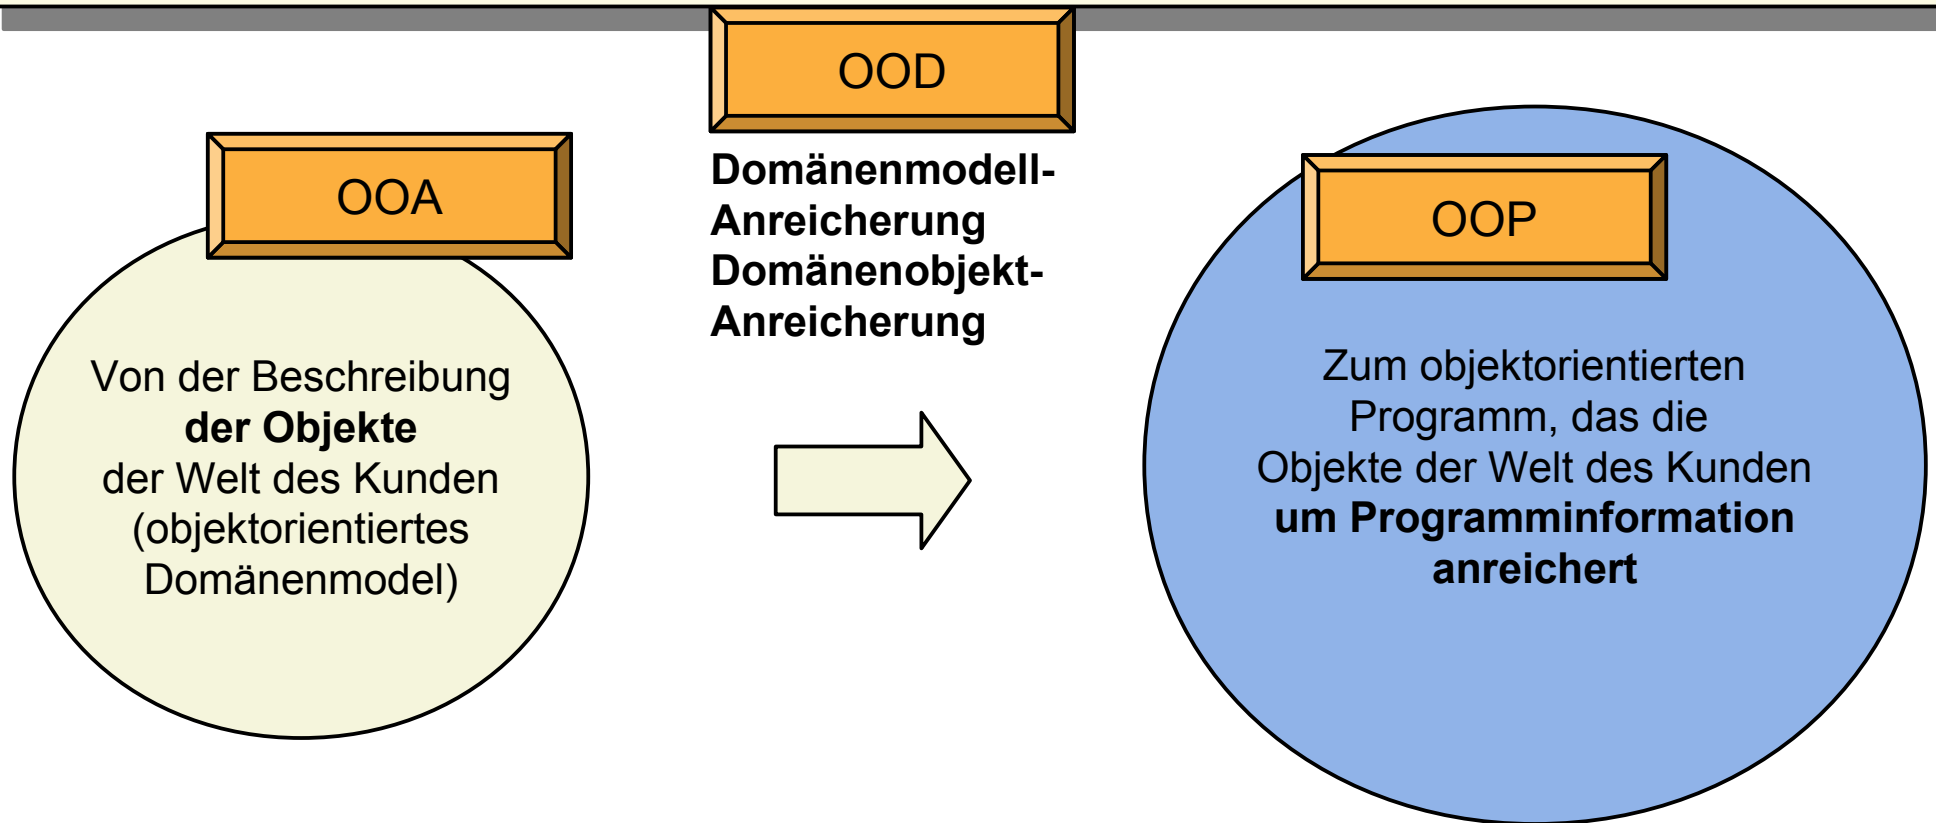 OOA
Von der Beschreibung
der Objekte
der Welt des Kunden
(objektorientiertes
Domänenmodel)
OOD
Domänenmodell-
Anreicherung
Domänenobjekt-
Anreicherung
OOP
Zum objektorientierten
Programm, das die
Objekte der Welt des Kunden
um Programminformation
anreichert